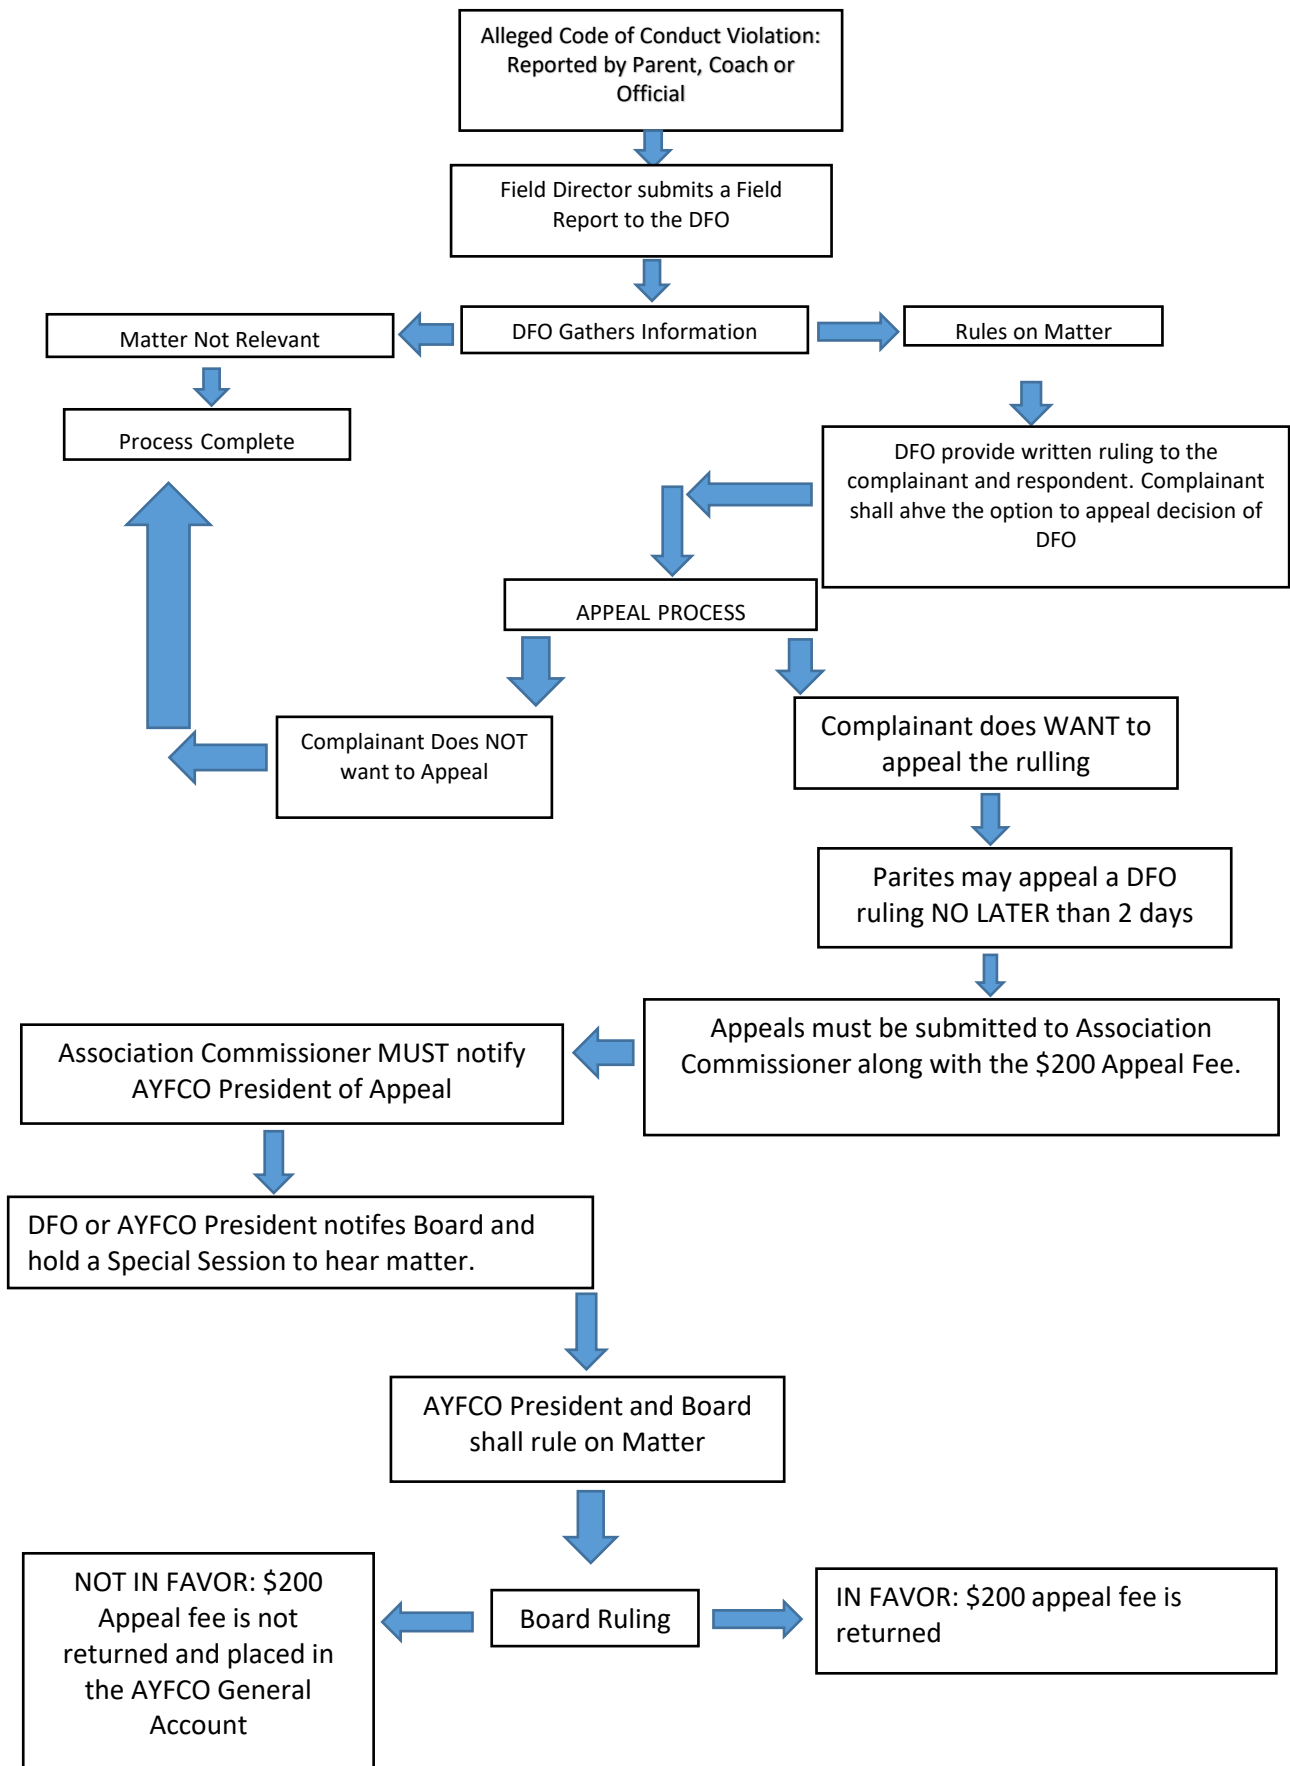 Alleged Code of Conduct Violation:
Reported by Parent, Coach or
Official
Field Director submits a Field
Report to the DFO
Matter Not Relevant
DFO Gathers Information
Rules on Matter
Process Complete
DFO provide written ruling to the
complainant and respondent. Complainant
shall ahve the option to appeal decision of
DFO
APPEAL PROCESS
Complainant Does NOT
want to Appeal
Complainant does WANT to
appeal the rulling
Parites may appeal a DFO
ruling NO LATER than 2 days
Appeals must be submitted to Association
Commissioner along with the $200 Appeal Fee.
Association Commissioner MUST notify
AYFCO President of Appeal
DFO or AYFCO President notifes Board and
hold a Special Session to hear matter.
AYFCO President and Board
shall rule on Matter
NOT IN FAVOR: $200
Appeal fee is not
returned and placed in
the AYFCO General
Account
Board Ruling
IN FAVOR: $200 appeal fee is
returned